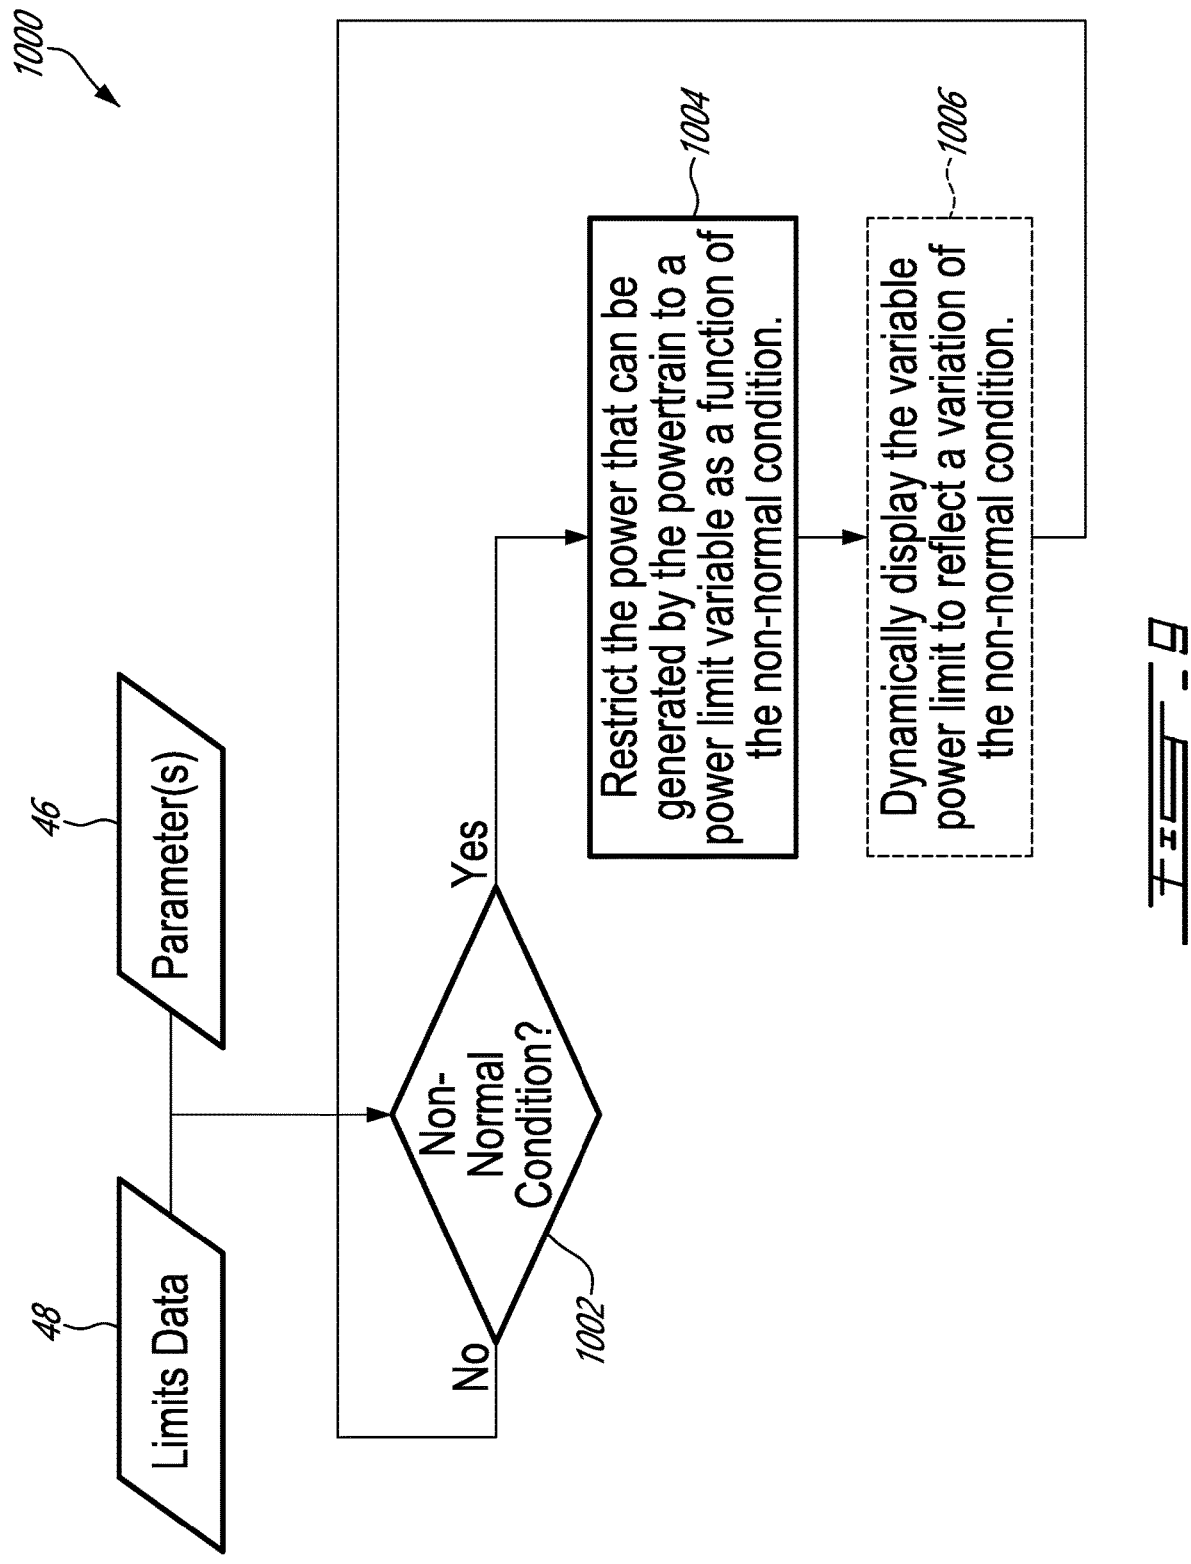 1000
48
46
Limits Data
Parameter(s)
No
Non-
Normal
Condition?
Yes
1002
1004
Restrict the power that can be
generated by the powertrain to a
power limit variable as a function of
the non-normal condition.
1006
Dynamically display the variable
power limit to reflect a variation of
the non-normal condition.
FIG. 9